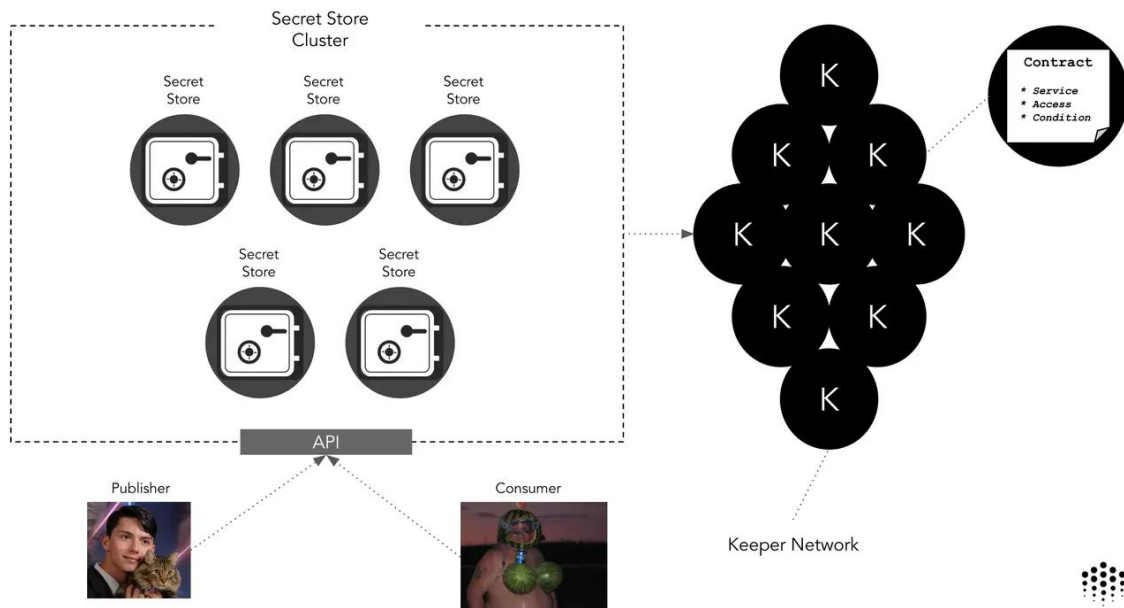 Secret Store
Cluster
Secret
Store
Secret
Store
Secret
Store
Secret
Store
Secret
Store
API
Publisher
Consumer
K
K
K
K
K
K
K
K
K
Contract
* Service
* Access
* Condition
Keeper Network